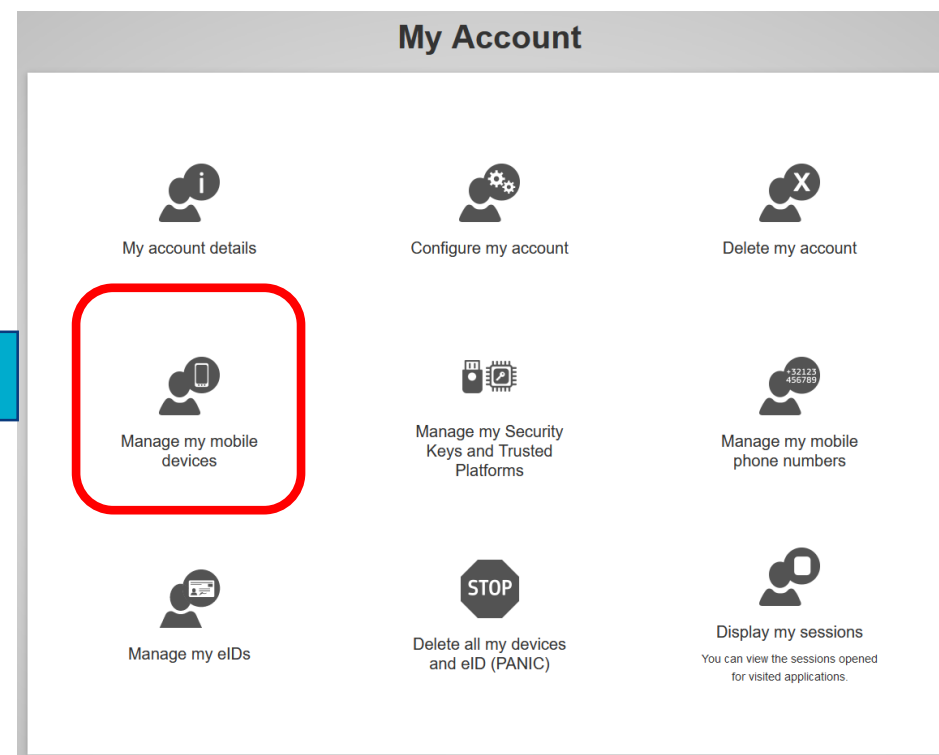 My Account
i
X
My account details
Configure my account
Delete my account
+32123
456789
Manage my mobile
devices
Manage my Security
Keys and Trusted
Platforms
Manage my mobile
phone numbers
STOP
Manage my eIDs
Delete all my devices
and eID (PANIC)
Display my sessions
You can view the sessions opened
for visited applications.